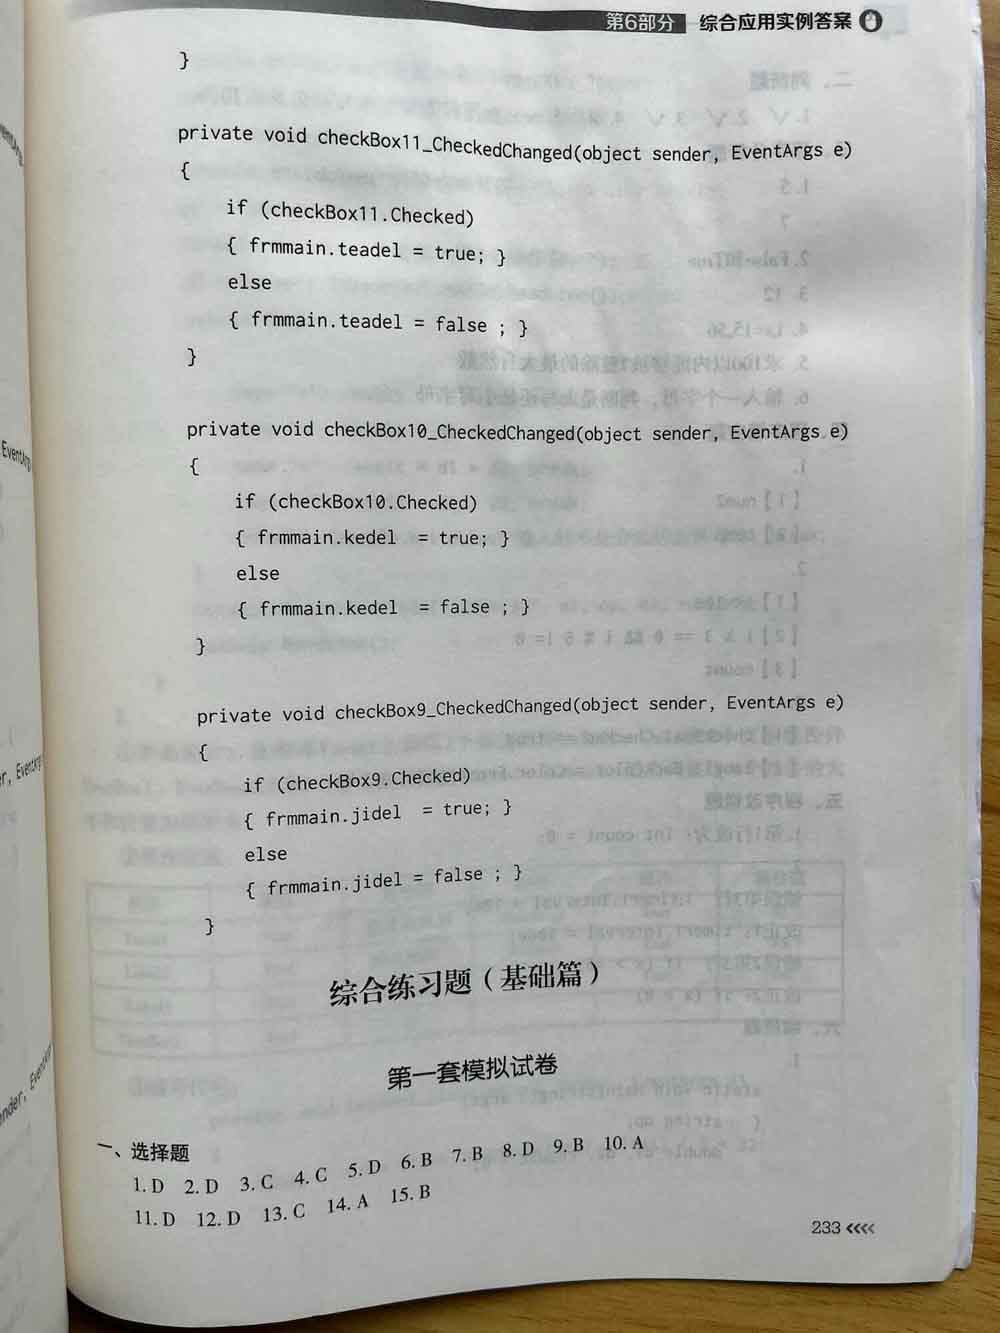 第6部分 综合应用实例答案
}
private void checkBox11_CheckedChanged(object sender, EventArgs e)
{
if (checkBox11.Checked)
{ frmmain.teadel = true; }
else
{ frmmain.teadel = false ; }
}
private void checkBox10_CheckedChanged(object sender, EventArgs e)
{
if (checkBox10.Checked)
{ frmmain.kedel = true; }
else
{ frmmain.kedel = false ; }
}
private void checkBox9_CheckedChanged(object sender, EventArgs e)
{
if (checkBox9.Checked)
{ frmmain.jidel = true; }
else
{ frmmain.jidel = false ; }
}
综合练习题（基础篇）
第一套模拟试卷
一、选择题
1. D 2. D 3. C 4. C 5. D 6. B 7. B 8. D 9. B 10. A
11. D 12. D 13. C 14. A 15. B
233 <<<<